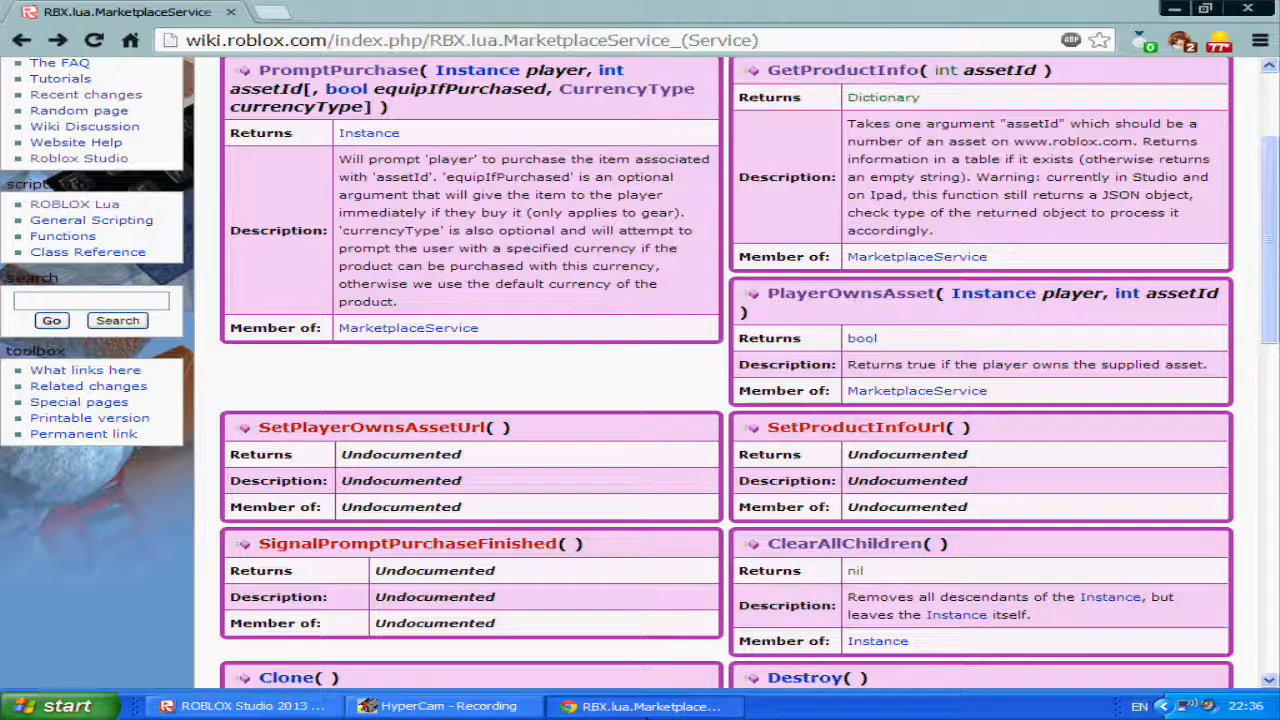 RBX.lua.MarketplaceService
wiki.roblox.com/index.php/RBX.lua.MarketplaceService_(Service)
ABP
0
2
The FAQ
Tutorials
Recent changes
Random page
Wiki Discussion
Website Help
Roblox Studio
ROBLOX Lua
General Scripting
Functions
Class Reference
search
Go
Search
toolbox
What links here
Related changes
Special pages
Printable version
Permanent link
PromptPurchase( Instance player, int
assetId[, bool equipIfPurchased, CurrencyType
currencyType] )
Returns
Instance
Description:
Will prompt 'player' to purchase the item associated
with 'assetId'. 'equipIfPurchased' is an optional
argument that will give the item to the player
immediately if they buy it (only applies to gear).
'currencyType' is also optional and will attempt to
prompt the user with a specified currency if the
product can be purchased with this currency,
otherwise we use the default currency of the
product.
Member of:
MarketplaceService
GetProductInfo( int assetId )
Returns
Dictionary
Description:
Takes one argument "assetId" which should be a
number of an asset on www.roblox.com. Returns
information in a table if it exists (otherwise returns
an empty string). Warning: currently in Studio and
on Ipad, this function still returns a JSON object,
check type of the returned object to process it
accordingly.
Member of:
MarketplaceService
PlayerOwnsAsset( Instance player, int assetId
)
Returns
bool
Description:
Returns true if the player owns the supplied asset.
Member of:
MarketplaceService
SetPlayerOwnsAssetUrl( )
Returns
Undocumented
Description:
Undocumented
Member of:
Undocumented
SetProductInfoUrl( )
Returns
Undocumented
Description:
Undocumented
Member of:
Undocumented
SignalPromptPurchaseFinished( )
Returns
Undocumented
Description:
Undocumented
Member of:
Undocumented
ClearAllChildren( )
Returns
nil
Description:
Removes all descendants of the Instance, but
leaves the Instance itself.
Member of:
Instance
Clone( )
Destroy( )
start
ROBLOX Studio 2013 ...
HyperCam - Recording
RBX.lua.Marketplace...
EN
22:36